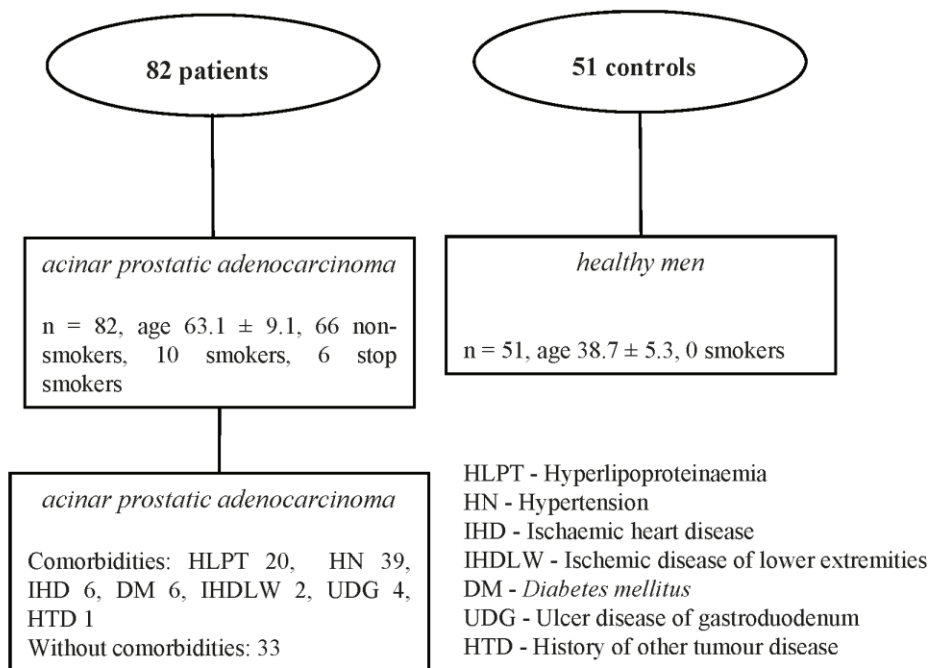 82 patients
51 controls
acinar prostatic adenocarcinoma
n = 82, age 63.1 ± 9.1, 66 non-
smokers, 10 smokers, 6 stop
smokers
healthy men
n = 51, age 38.7 ± 5.3, 0 smokers
acinar prostatic adenocarcinoma
Comorbidities: HLPT 20, HN 39,
IHD 6, DM 6, IHDLW 2, UDG 4,
HTD 1
Without comorbidities: 33
HLPT - Hyperlipoproteinaemia
HN - Hypertension
IHD - Ischaemic heart disease
IHDLW - Ischemic disease of lower extremities
DM - Diabetes mellitus
UDG - Ulcer disease of gastroduodenum
HTD - History of other tumour disease